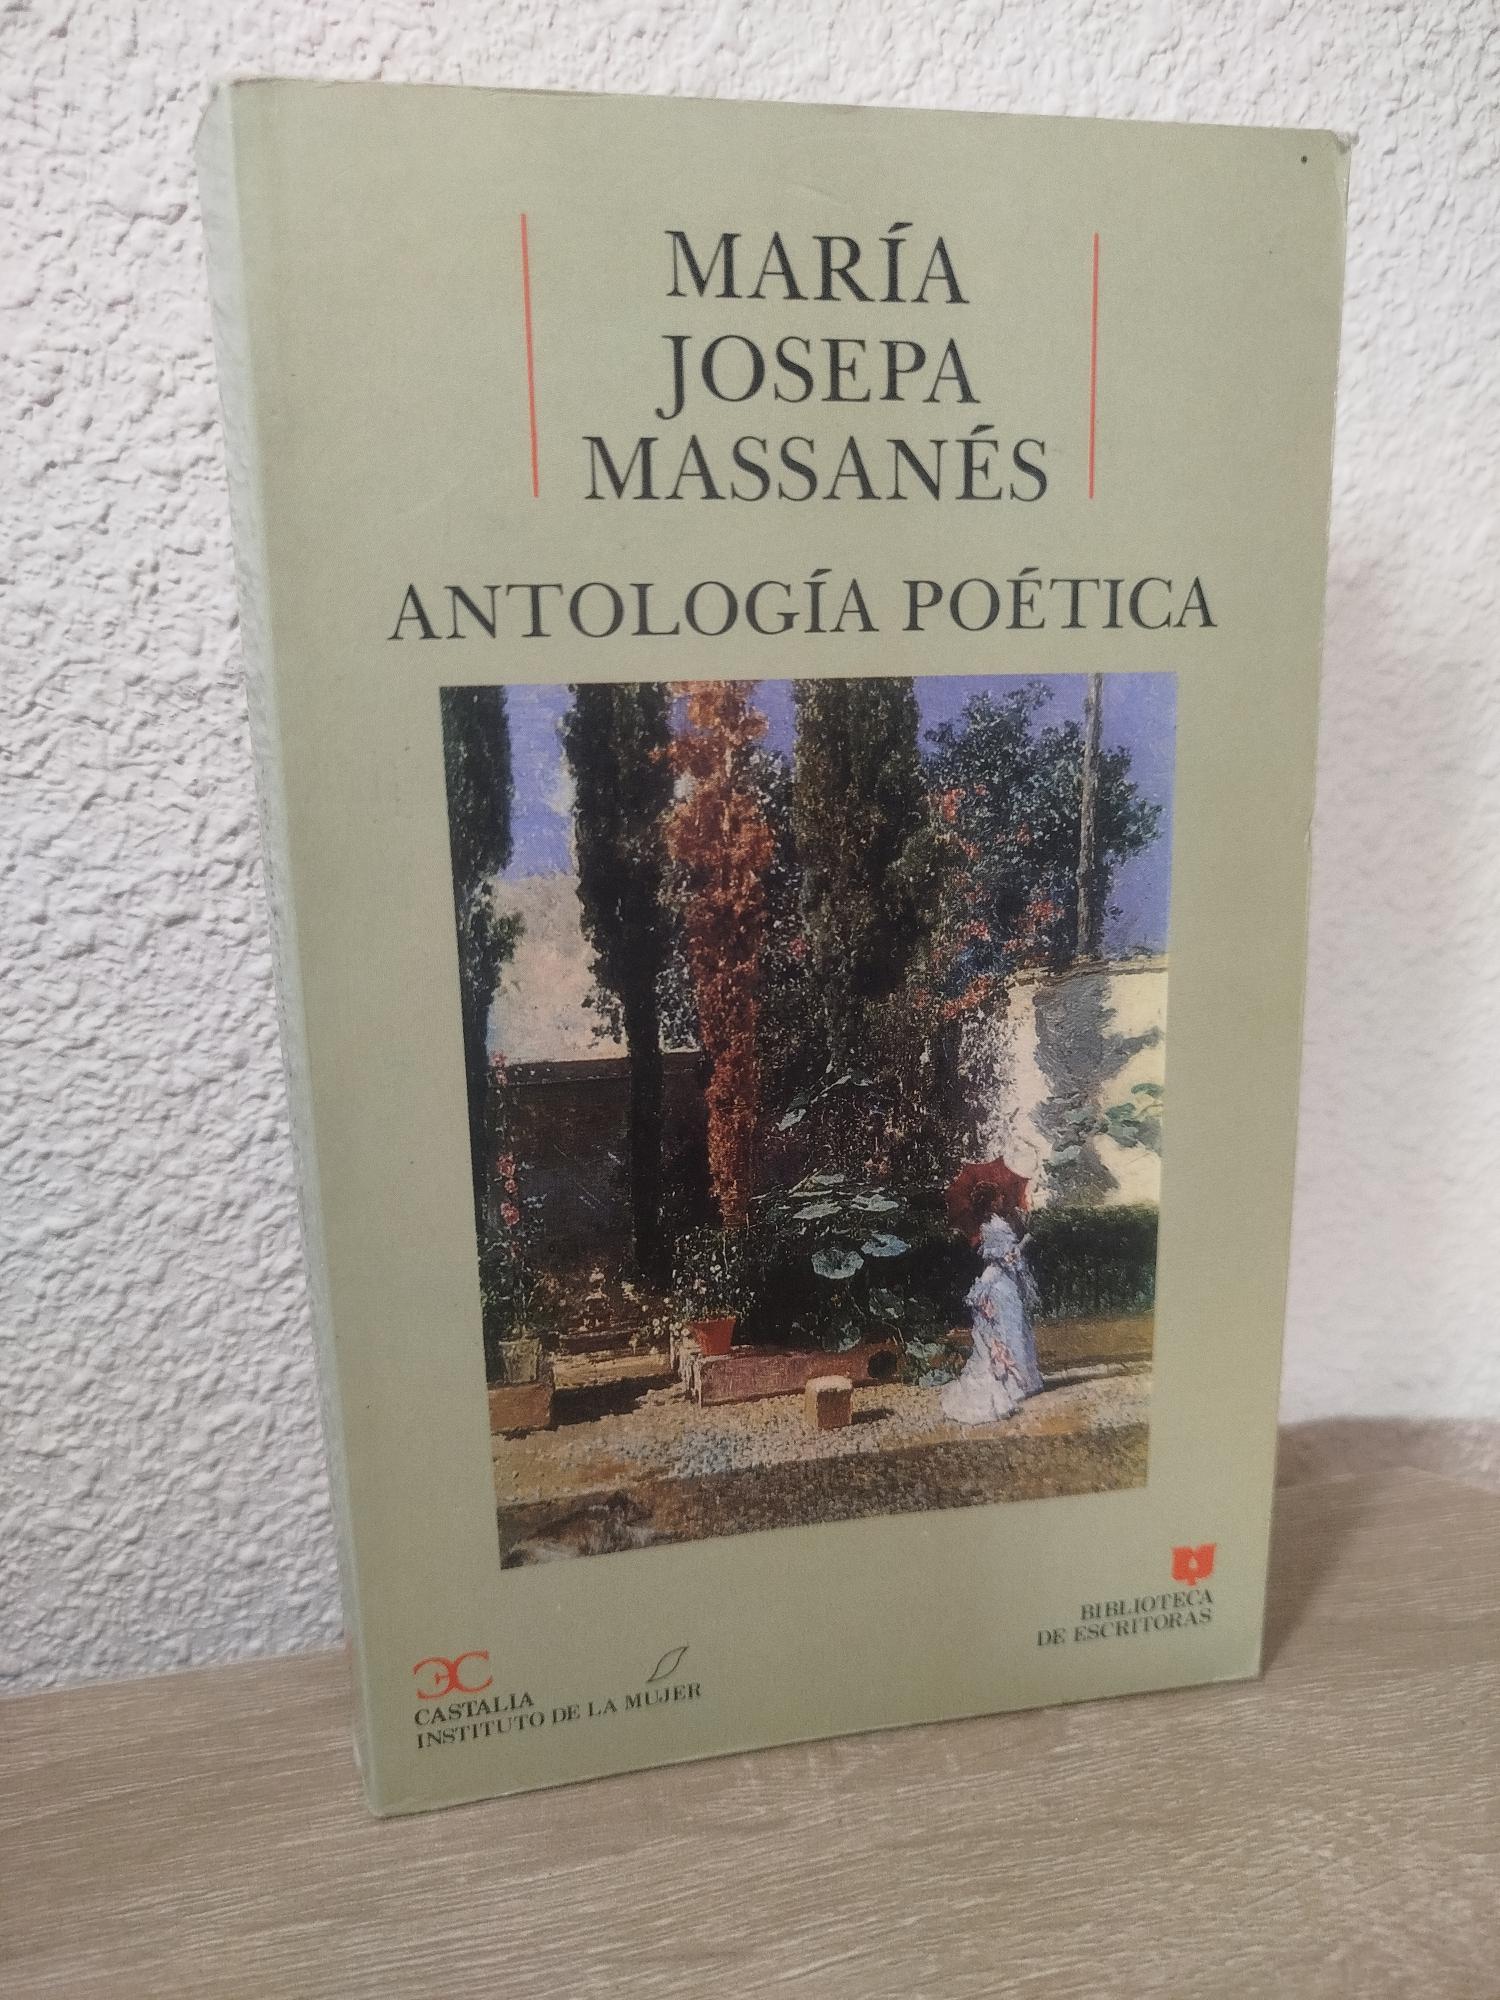 MARÍA
JOSEPA
MASSANÉS
ANTOLOGÍA POÉTICA
BIBLIOTECA
DE ESCRITORAS
CASTALIA
INSTITUTO DE LA MUJER